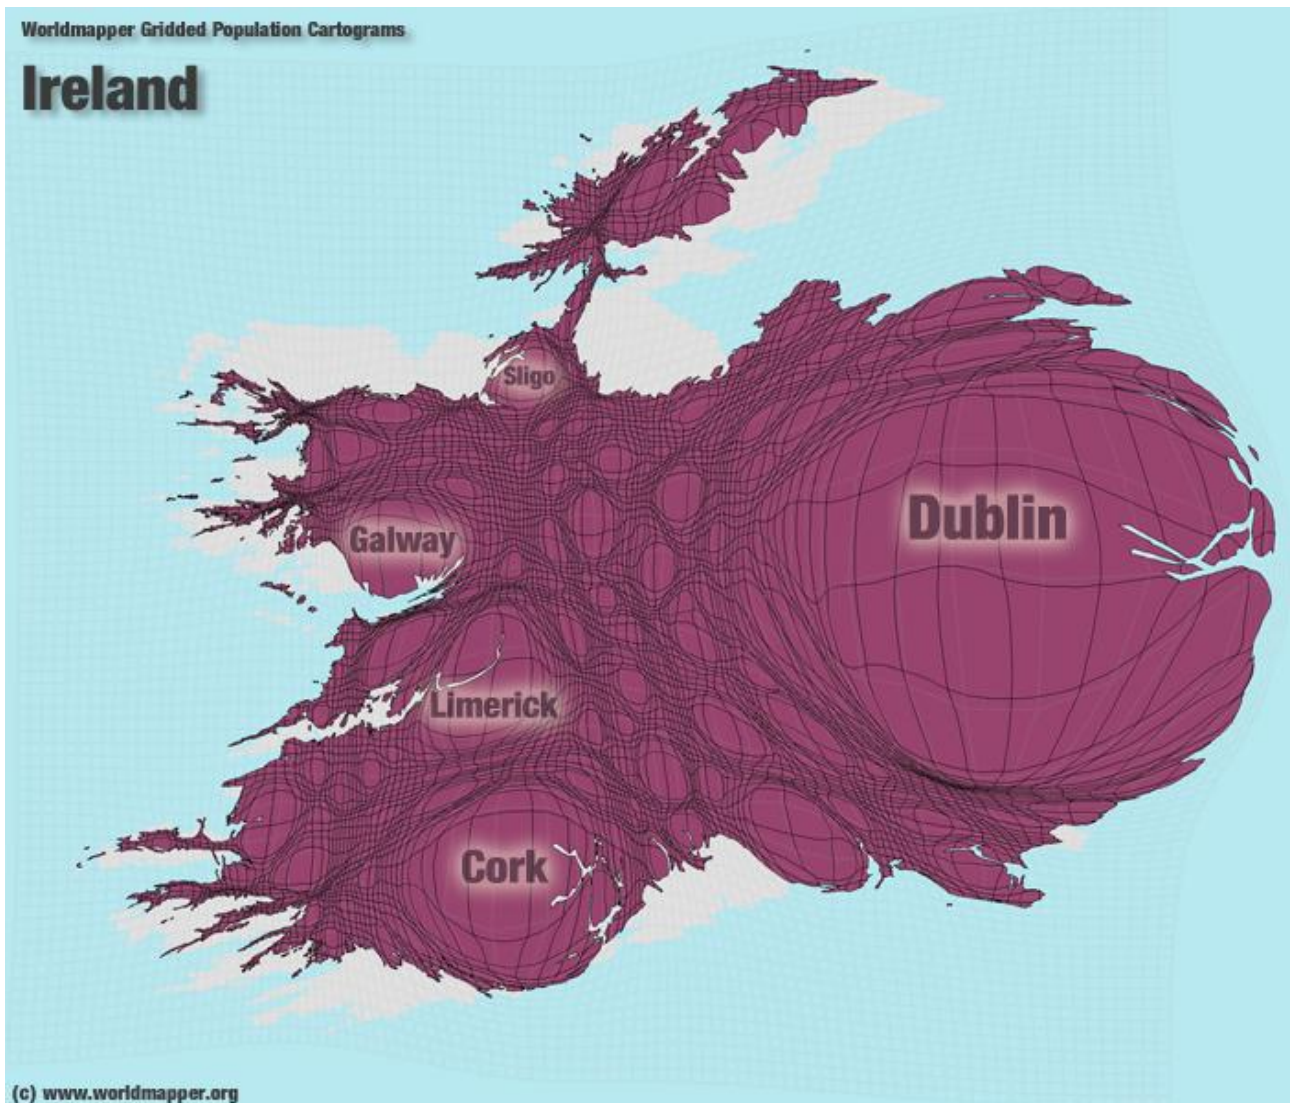 Worldmapper Gridded Population Cartograms
Ireland
Sligo
Dublin
Galway
Limerick
Cork
(c) www.worldmapper.org